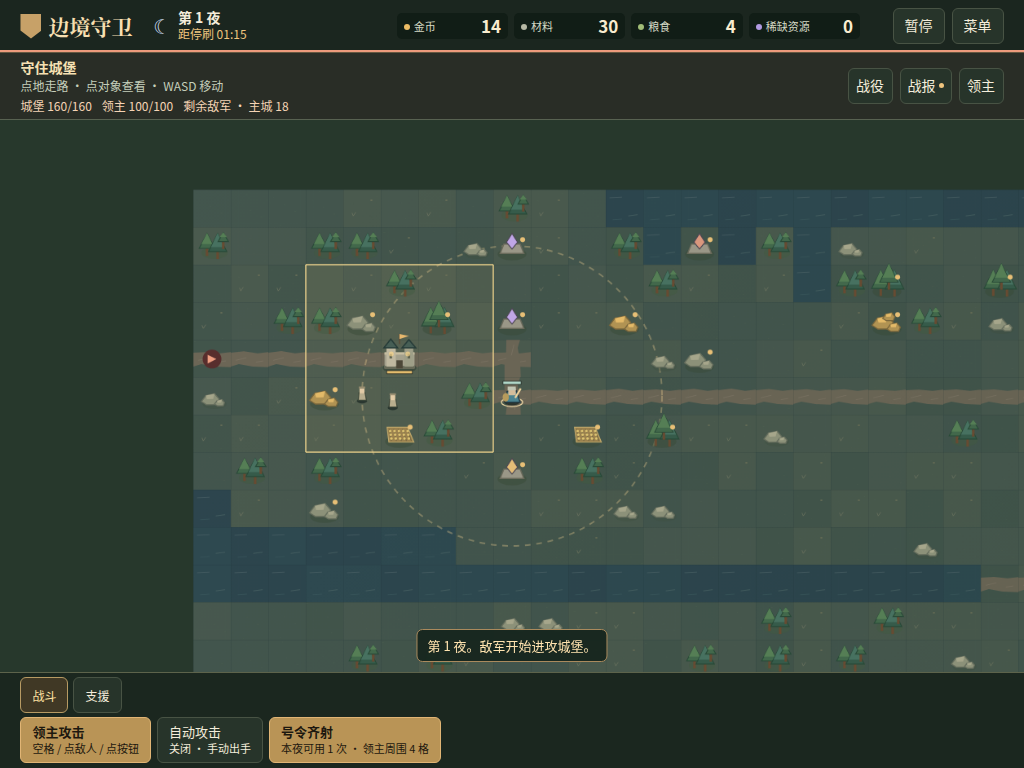 边境守卫
第 1 夜
距停刷 01:15
金币 14
材料 30
粮食 4
稀缺资源 0
暂停
菜单
守住城堡
点地走路 · 点对象查看 · WASD 移动
城堡 160/160 领主 100/100 剩余敌军 · 主城 18
战役
战报
领主
第 1 夜。敌军开始进攻城堡。
战斗
支援
领主攻击
空格 / 点敌人 / 点按钮
自动攻击
关闭 · 手动出手
号令齐射
本夜可用 1 次 · 领主周围 4 格